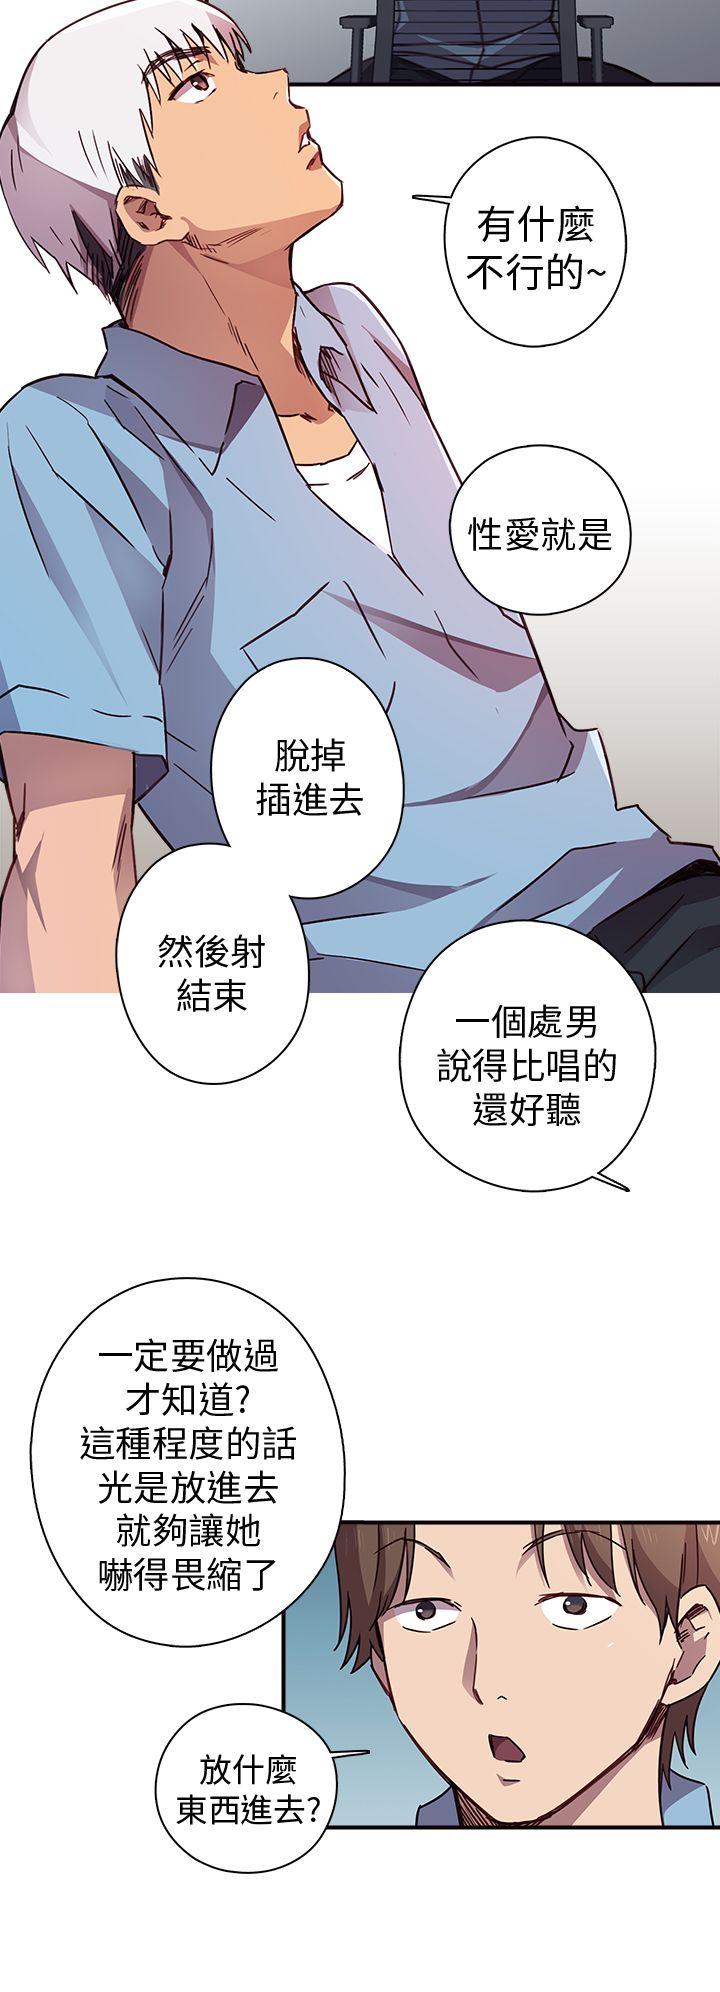 有什麼
不行的~
性愛就是
脫掉
插進去
然後射
結束
一個處男
說得比唱的
還好聽
一定要做過
才知道?
這種程度的話
光是放進去
就夠讓她
嚇得畏縮了
放什麼
東西進去?